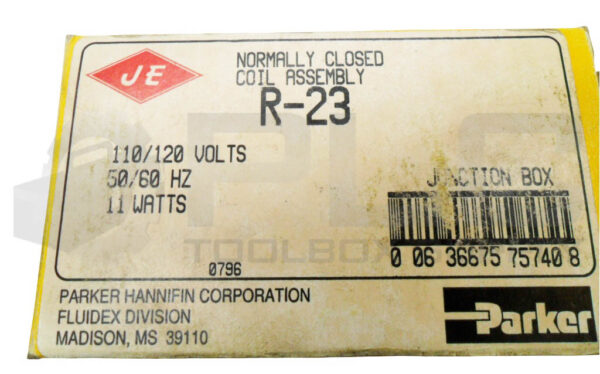 JE
NORMALLY CLOSED
COIL ASSEMBLY
R-23
110/120 VOLTS
50/60 HZ
11 WATTS
JUNCTION BOX
PLC
TOOLBOX
0 06 36675 75740 8
0796
PARKER HANNIFIN CORPORATION
FLUIDEX DIVISION
MADISON, MS 39110
Parker